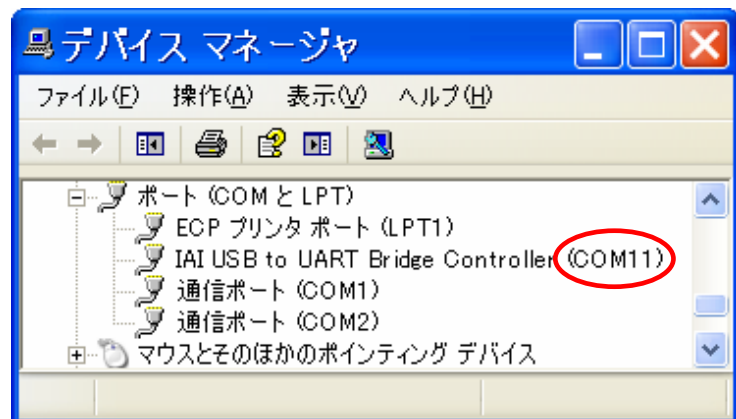 デバイス マネージャ
ファイル(F) 操作(A) 表示(V) ヘルプ(H)
ポート (COM と LPT)
ECP プリンタ ポート (LPT1)
IAI USB to UART Bridge Controller (COM11)
通信ポート (COM1)
通信ポート (COM2)
マウスとそのほかのポインティング デバイス